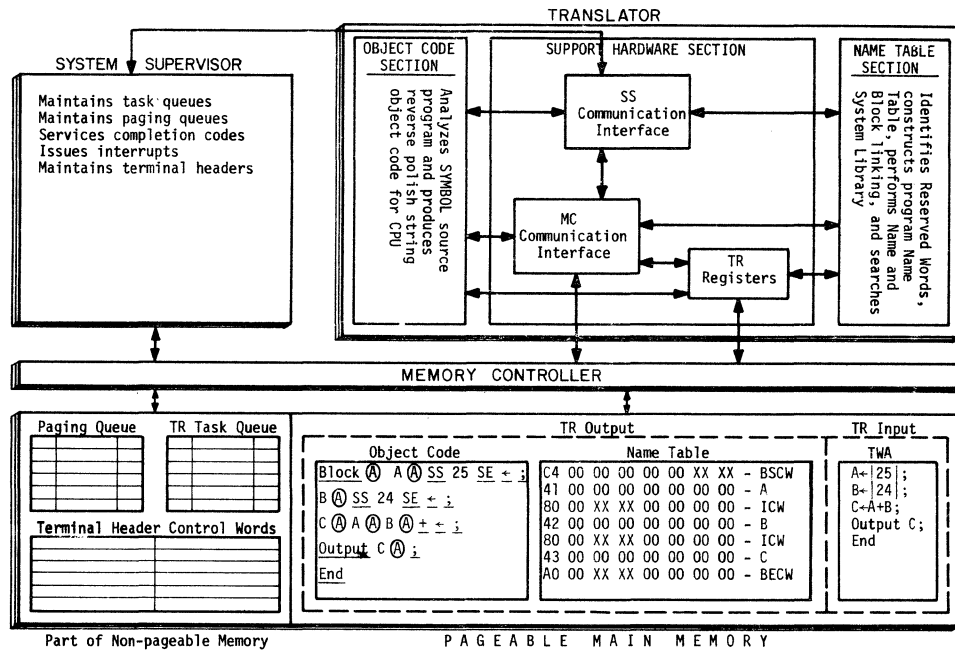 TRANSLATOR
SYSTEM SUPERVISOR
Maintains task queues
Maintains paging queues
Services completion codes
Issues interrupts
Maintains terminal headers
OBJECT CODE
SECTION
Analyzes SYMBOL source
program and produces
reverse polish string
object code for CPU
SUPPORT HARDWARE SECTION
SS
Communication
Interface
MC
Communication
Interface
TR
Registers
NAME TABLE
SECTION
Identifies Reserved Words,
constructs program Name
Table, performs Name and
Block linking, and searches
System Library
MEMORY CONTROLLER
Paging Queue
TR Task Queue
Terminal Header Control Words
TR Output
Object Code
Block Ⓐ A Ⓐ SS 25 SE ← ;
B Ⓐ SS 24 SE ← ;
C Ⓐ A Ⓐ B Ⓐ + ← ;
Output C Ⓐ ;
End
Name Table
C4 00 00 00 00 00 XX XX - BSCW
41 00 00 00 00 00 00 00 - A
80 00 XX XX 00 00 00 00 - ICW
42 00 00 00 00 00 00 00 - B
80 00 XX XX 00 00 00 00 - ICW
43 00 00 00 00 00 00 00 - C
A0 00 XX XX 00 00 00 00 - BECW
TR Input
TWA
A←|25|;
B←|24|;
C←A+B;
Output C;
End
Part of Non-pageable Memory
PAGEABLE MAIN MEMORY